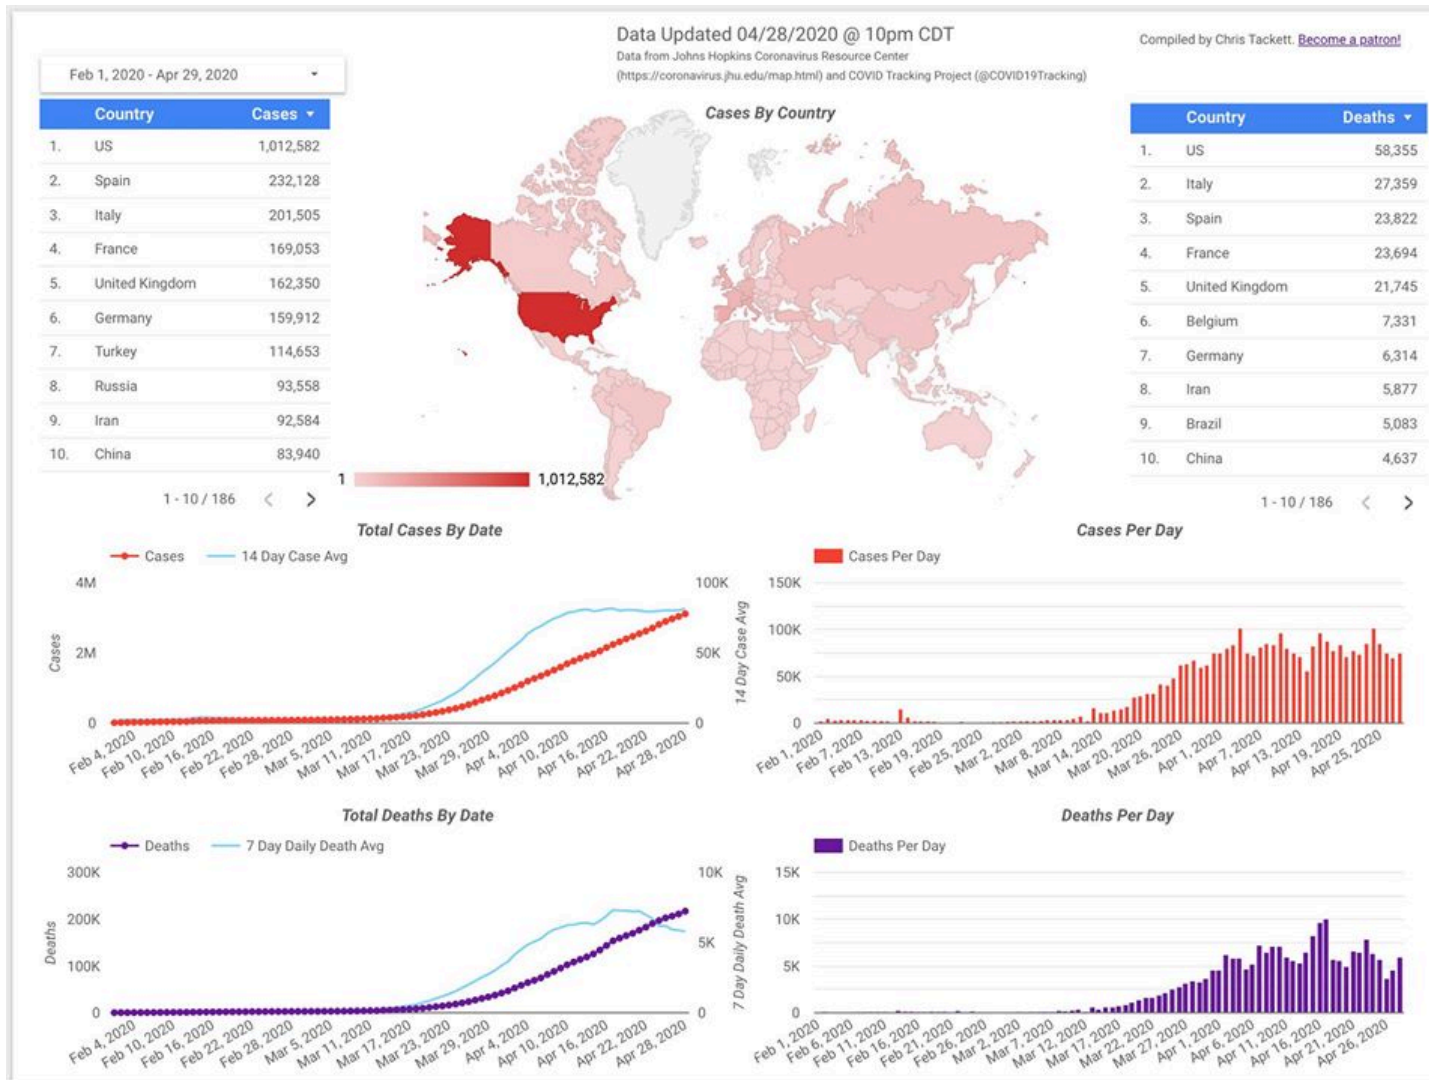 Data Updated 04/28/2020 @ 10pm CDT
Data from Johns Hopkins Coronavirus Resource Center
(https://coronavirus.jhu.edu/map.html) and COVID Tracking Project (@COVID19Tracking)
Compiled by Chris Tackett. Become a patron!
Feb 1, 2020 - Apr 29, 2020
Country Cases
1. US 1,012,582
2. Spain 232,128
3. Italy 201,505
4. France 169,053
5. United Kingdom 162,350
6. Germany 159,912
7. Turkey 114,653
8. Russia 93,558
9. Iran 92,584
10. China 83,940
1 - 10 / 186
Cases By Country
1 1,012,582
Country Deaths
1. US 58,355
2. Italy 27,359
3. Spain 23,822
4. France 23,694
5. United Kingdom 21,745
6. Belgium 7,331
7. Germany 6,314
8. Iran 5,877
9. Brazil 5,083
10. China 4,637
1 - 10 / 186
Total Cases By Date
Cases 14 Day Case Avg
4M
2M
0
Cases
100K
50K
0
14 Day Case Avg
Feb 4, 2020
Feb 10, 2020
Feb 16, 2020
Feb 22, 2020
Feb 28, 2020
Mar 5, 2020
Mar 11, 2020
Mar 17, 2020
Mar 23, 2020
Mar 29, 2020
Apr 4, 2020
Apr 10, 2020
Apr 16, 2020
Apr 22, 2020
Apr 28, 2020
Cases Per Day
Cases Per Day
150K
100K
50K
0
Feb 1, 2020
Feb 7, 2020
Feb 13, 2020
Feb 19, 2020
Feb 25, 2020
Mar 2, 2020
Mar 8, 2020
Mar 14, 2020
Mar 20, 2020
Mar 26, 2020
Apr 1, 2020
Apr 7, 2020
Apr 13, 2020
Apr 19, 2020
Apr 25, 2020
Total Deaths By Date
Deaths 7 Day Daily Death Avg
300K
200K
100K
0
Deaths
10K
5K
0
7 Day Daily Death Avg
Feb 4, 2020
Feb 10, 2020
Feb 16, 2020
Feb 22, 2020
Feb 28, 2020
Mar 5, 2020
Mar 11, 2020
Mar 17, 2020
Mar 23, 2020
Mar 29, 2020
Apr 4, 2020
Apr 10, 2020
Apr 16, 2020
Apr 22, 2020
Apr 28, 2020
Deaths Per Day
Deaths Per Day
15K
10K
5K
0
Feb 1, 2020
Feb 6, 2020
Feb 11, 2020
Feb 16, 2020
Feb 21, 2020
Feb 26, 2020
Mar 2, 2020
Mar 7, 2020
Mar 12, 2020
Mar 17, 2020
Mar 22, 2020
Mar 27, 2020
Apr 1, 2020
Apr 6, 2020
Apr 11, 2020
Apr 16, 2020
Apr 21, 2020
Apr 26, 2020